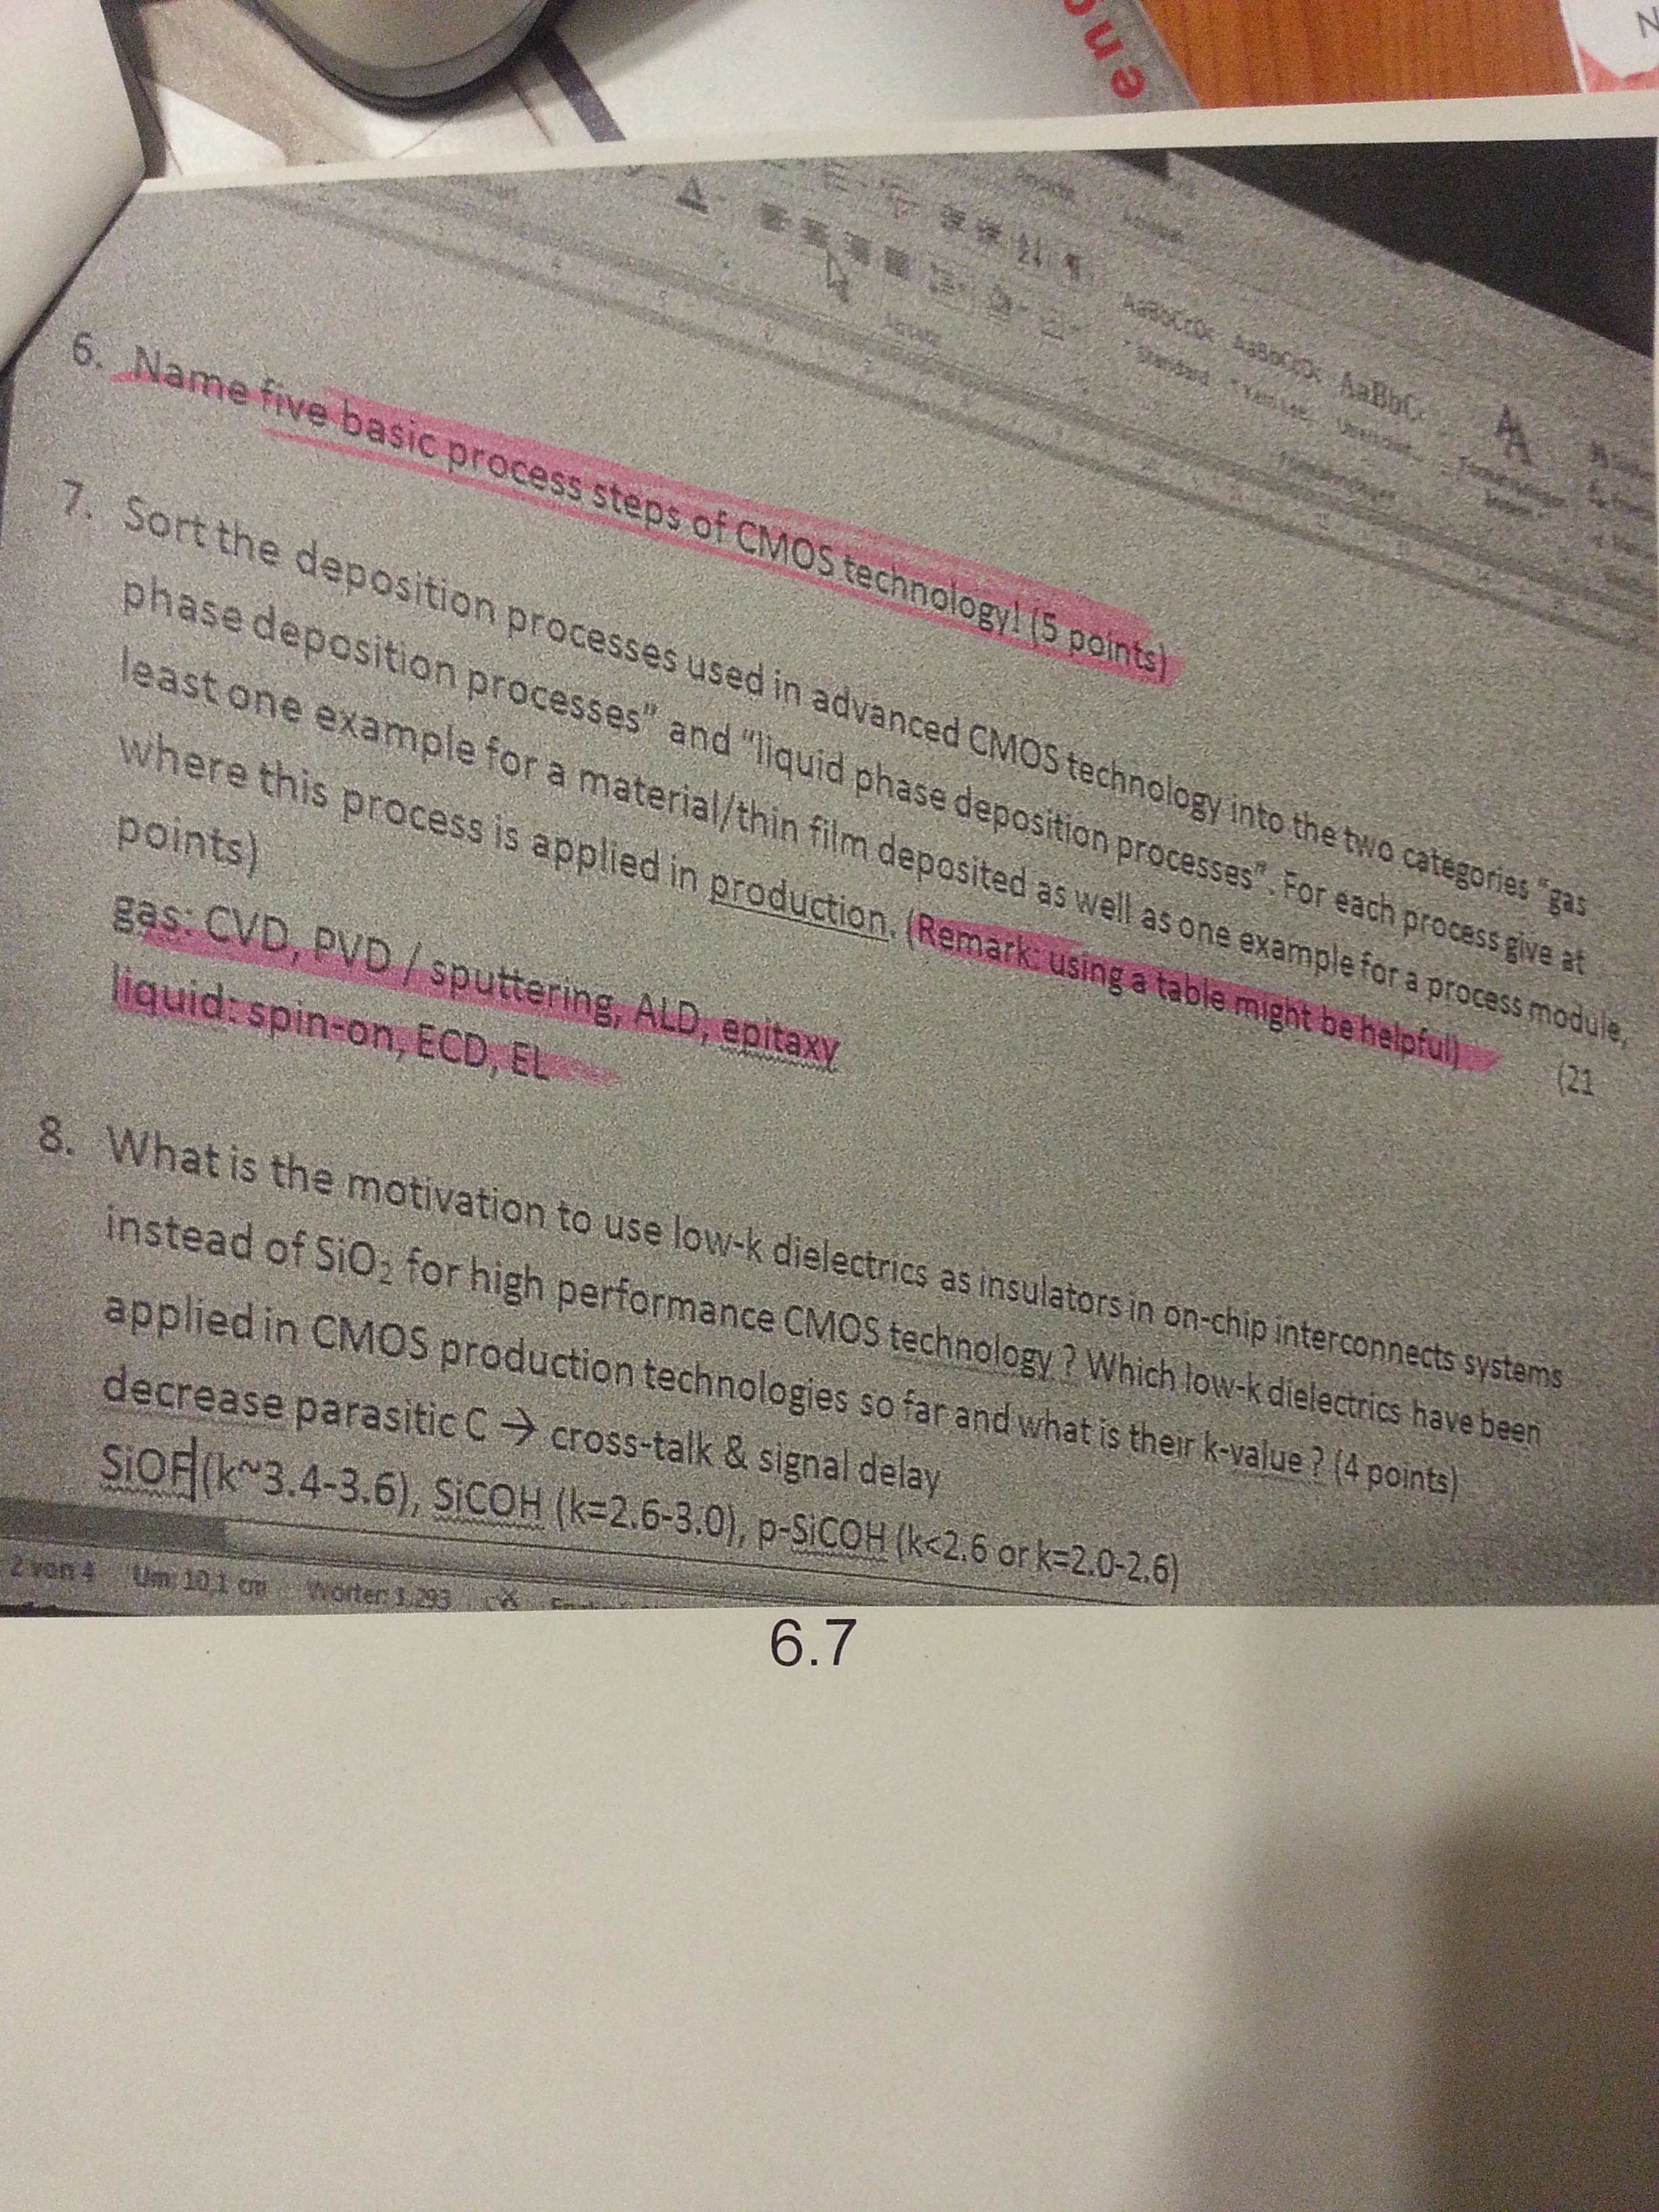 enc
N
AaBbCcDc AaBbCcDc AaBbC
Standard
6. Name five basic process steps of CMOS technology! (5 points)
7. Sort the deposition processes used in advanced CMOS technology into the two categories "gas
phase deposition processes" and "liquid phase deposition processes". For each process give at
least one example for a material/thin film deposited as well as one example for a process module,
where this process is applied in production. (Remark: using a table might be helpful) (21
points)
gas: CVD, PVD / sputtering, ALD, epitaxy
liquid: spin-on, ECD, EL
8. What is the motivation to use low-k dielectrics as insulators in on-chip interconnects systems
instead of SiO₂ for high performance CMOS technology ? Which low-k dielectrics have been
applied in CMOS production technologies so far and what is their k-value ? (4 points)
decrease parasitic C → cross-talk & signal delay
SiOF (k~3.4-3.6), SiCOH (k=2.6-3.0), p-SiCOH (k<2.6 or k=2.0-2.6)
2 von 4 Um: 10,1 cm Wörter: 1.293
6.7